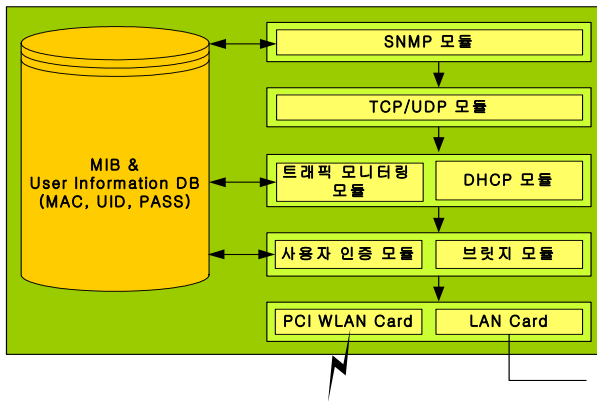 MIB &
User Information DB
(MAC, UID, PASS)
SNMP 모듈
TCP/UDP 모듈
트래픽 모니터링
모듈
DHCP 모듈
사용자 인증 모듈
브릿지 모듈
PCI WLAN Card
LAN Card